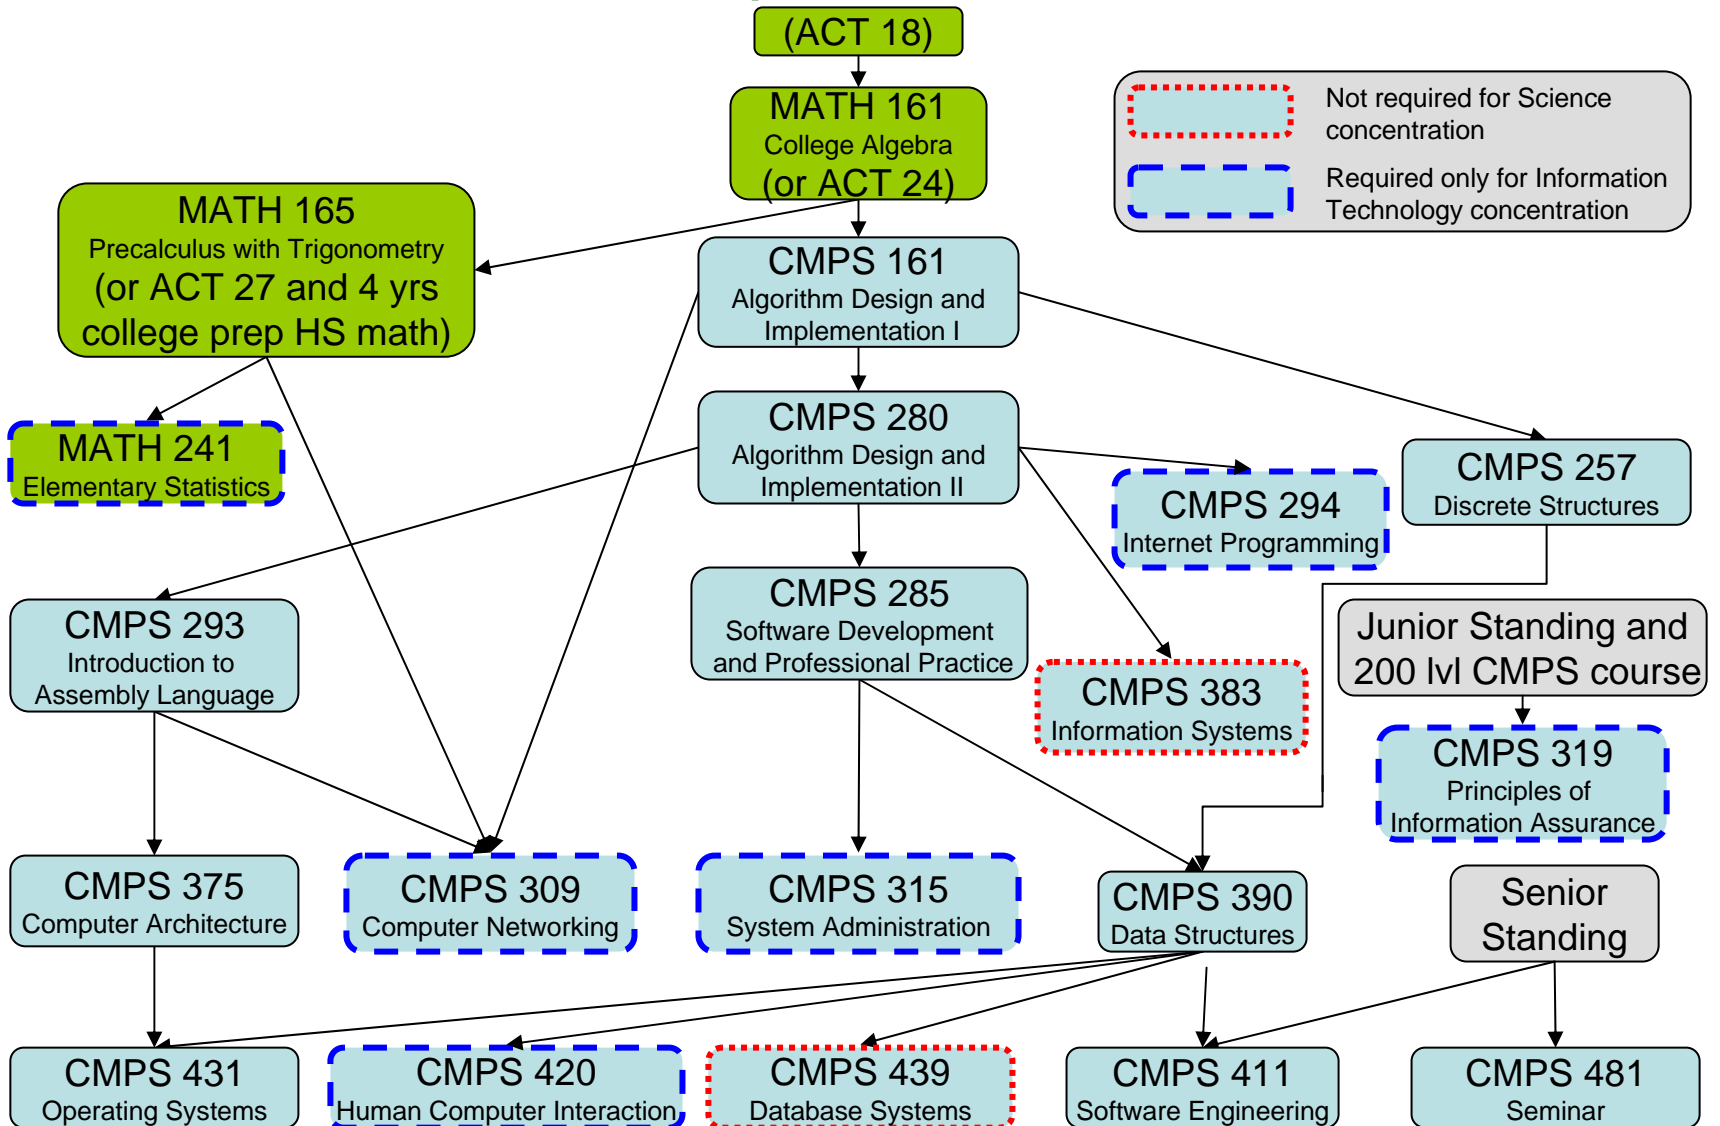 (ACT 18)
MATH 161
College Algebra
(or ACT 24)
Not required for Science
concentration
Required only for Information
Technology concentration
MATH 165
Precalculus with Trigonometry
(or ACT 27 and 4 yrs
college prep HS math)
CMPS 161
Algorithm Design and
Implementation I
MATH 241
Elementary Statistics
CMPS 280
Algorithm Design and
Implementation II
CMPS 294
Internet Programming
CMPS 257
Discrete Structures
CMPS 293
Introduction to
Assembly Language
CMPS 285
Software Development
and Professional Practice
CMPS 383
Information Systems
Junior Standing and
200 lvl CMPS course
CMPS 319
Principles of
Information Assurance
CMPS 375
Computer Architecture
CMPS 309
Computer Networking
CMPS 315
System Administration
CMPS 390
Data Structures
Senior
Standing
CMPS 431
Operating Systems
CMPS 420
Human Computer Interaction
CMPS 439
Database Systems
CMPS 411
Software Engineering
CMPS 481
Seminar